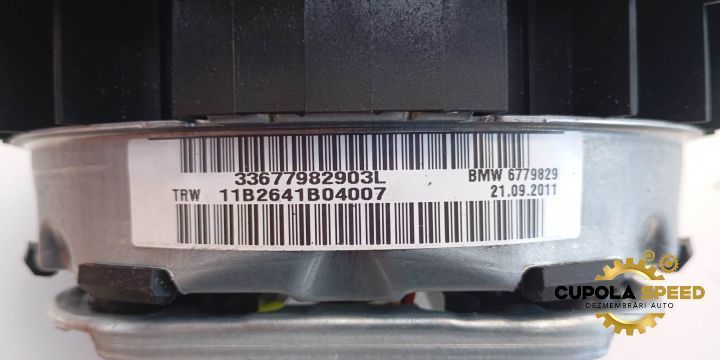 33677982903L
BMW 6779829
TRW 11B2641B04007
21.09.2011
CUPOLA SPEED
DEZMEMBRĂRI AUTO